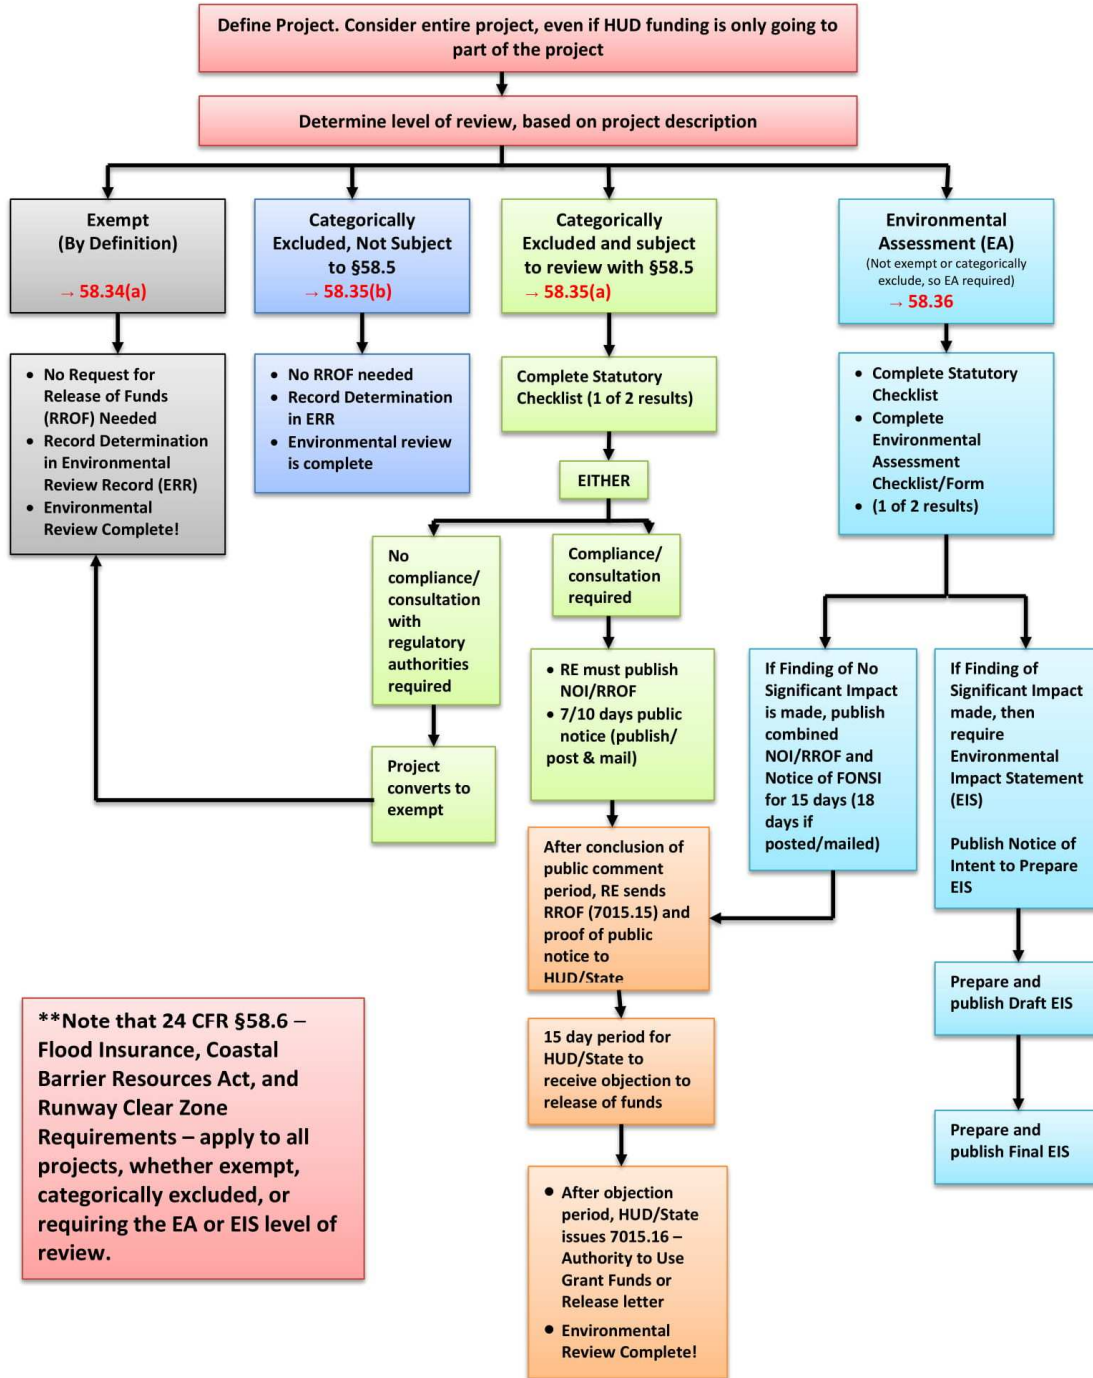 Define Project. Consider entire project, even if HUD funding is only going to
part of the project
Determine level of review, based on project description
Exempt
(By Definition)
→ 58.34(a)
Categorically
Excluded, Not Subject
to §58.5
→ 58.35(b)
Categorically
Excluded and subject
to review with §58.5
→ 58.35(a)
Environmental
Assessment (EA)
(Not exempt or categorically
exclude, so EA required)
→ 58.36
• No Request for
Release of Funds
(RROF) Needed
• Record Determination
in Environmental
Review Record (ERR)
• Environmental
Review Complete!
• No RROF needed
• Record Determination
in ERR
• Environmental review
is complete
Complete Statutory
Checklist (1 of 2 results)
• Complete Statutory
Checklist
• Complete
Environmental
Assessment
Checklist/Form
• (1 of 2 results)
EITHER
No
compliance/
consultation
with
regulatory
authorities
required
Compliance/
consultation
required
Project
converts to
exempt
• RE must publish
NOI/RROF
• 7/10 days public
notice (publish/
post & mail)
If Finding of No
Significant Impact
is made, publish
combined
NOI/RROF and
Notice of FONSI
for 15 days (18
days if
posted/mailed)
If Finding of
Significant Impact
made, then
require
Environmental
Impact Statement
(EIS)
Publish Notice of
Intent to Prepare
EIS
After conclusion of
public comment
period, RE sends
RROF (7015.15) and
proof of public
notice to
HUD/State
Prepare and
publish Draft EIS
15 day period for
HUD/State to
receive objection to
release of funds
Prepare and
publish Final EIS
• After objection
period, HUD/State
issues 7015.16 –
Authority to Use
Grant Funds or
Release letter
• Environmental
Review Complete!
**Note that 24 CFR §58.6 –
Flood Insurance, Coastal
Barrier Resources Act, and
Runway Clear Zone
Requirements – apply to all
projects, whether exempt,
categorically excluded, or
requiring the EA or EIS level of
review.